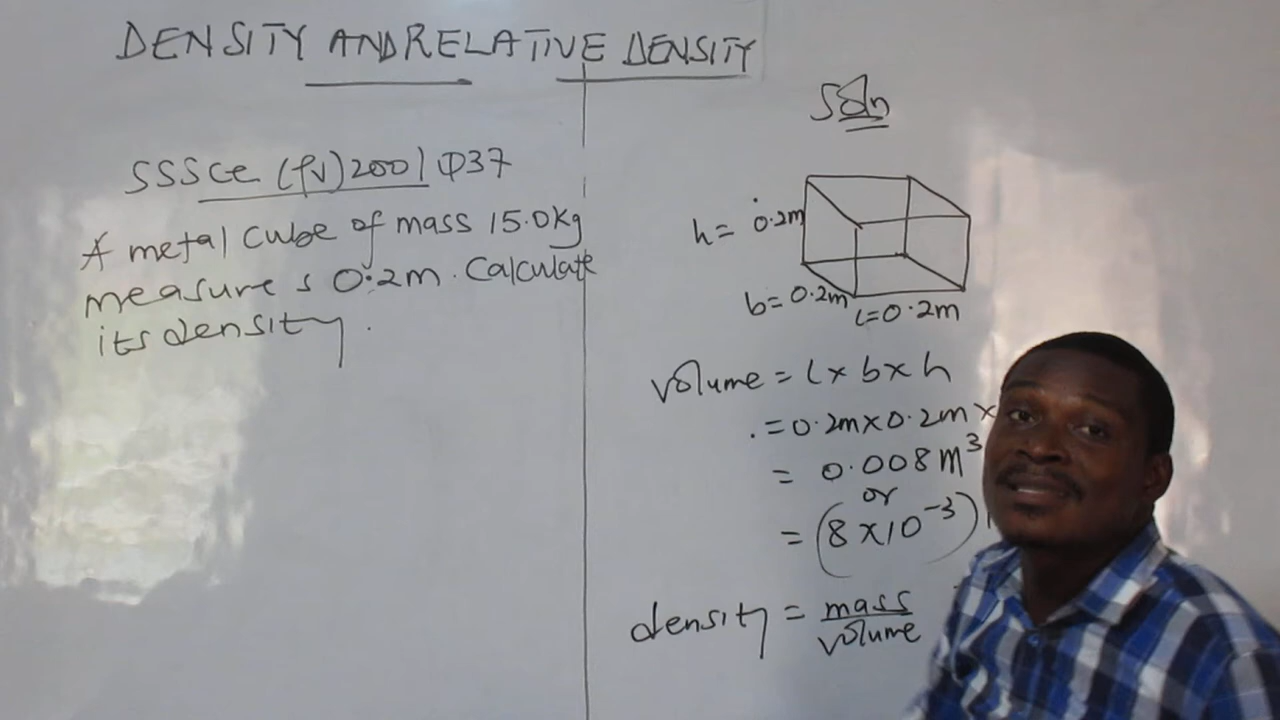 DENSITY AND RELATIVE DENSITY
SSSCE (PV) 2001 Q37
A metal cube of mass 15.0kg
measures 0.2m. Calculate
its density.
Soln
h= 0.2m
b= 0.2m
l=0.2m
volume = l x b x h
= 0.2m x 0.2m x
= 0.008 m³
or
= (8 x 10⁻³)
density = mass
volume